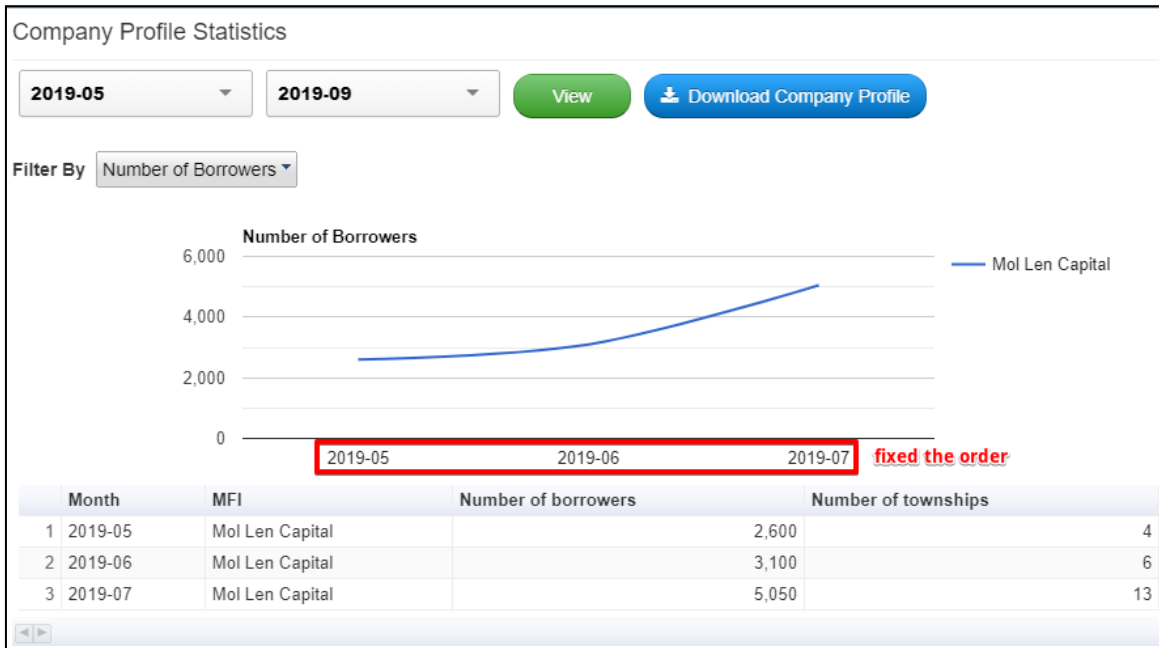 Company Profile Statistics
2019-05 2019-09 View Download Company Profile
Filter By Number of Borrowers
Number of Borrowers
6,000
4,000
2,000
0
Mol Len Capital
2019-05 2019-06 2019-07 fixed the order
Month MFI Number of borrowers Number of townships
1 2019-05 Mol Len Capital 2,600 4
2 2019-06 Mol Len Capital 3,100 6
3 2019-07 Mol Len Capital 5,050 13